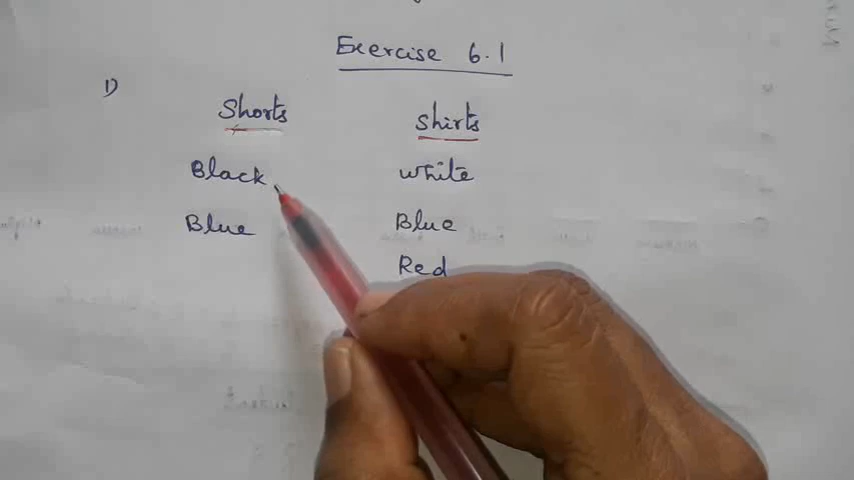 Exercise 6.1
1)
Shorts Shirts
Black White
Blue Blue
Red